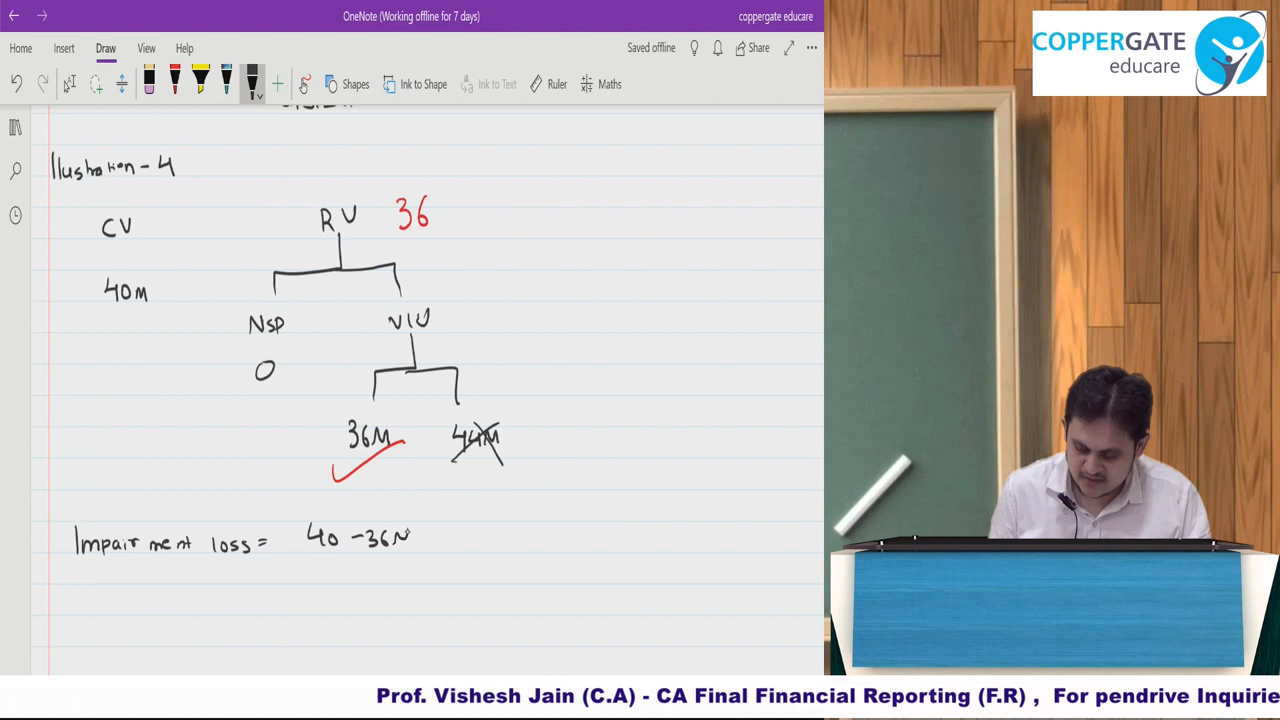 OneNote (Working offline for 7 days)
coppergate educare
Home Insert Draw View Help
Saved offline
Share
Shapes
Ink to Shape
Ink to Text
Ruler
Maths
COPPERGATE
educare
Illustration - 4
CV
RV 36
40M
NSP
VIU
0
36M
44M
Impairment loss = 40 - 36M
Prof. Vishesh Jain (C.A) - CA Final Financial Reporting (F.R) , For pendrive Inquirie